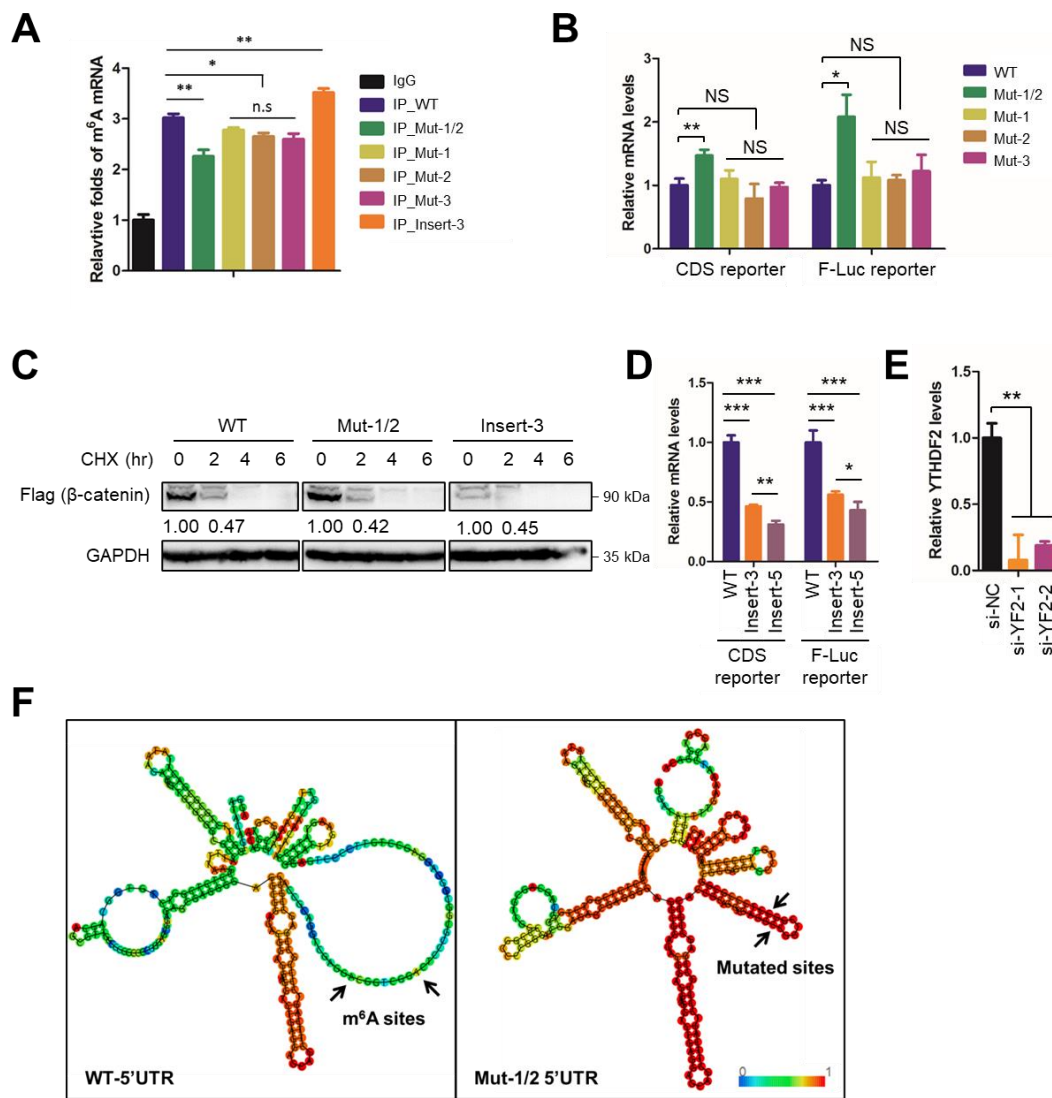 A
Relavtive folds of m⁶A mRNA
5
4
3
2
1
0
** 
*
**
n.s
IgG
IP_WT
IP_Mut-1/2
IP_Mut-1
IP_Mut-2
IP_Mut-3
IP_Insert-3
B
Relative mRNA levels
3
2
1
0
NS
**
NS
NS
*
NS
CDS reporter
F-Luc reporter
WT
Mut-1/2
Mut-1
Mut-2
Mut-3
C
WT Mut-1/2 Insert-3
CHX (hr) 0 2 4 6 0 2 4 6 0 2 4 6
Flag (β-catenin) 90 kDa
1.00 0.47 1.00 0.42 1.00 0.45
GAPDH 35 kDa
D
Relative mRNA levels
1.5
1.0
0.5
0.0
*** ***
*** ***
** *
WT Insert-3 Insert-5 WT Insert-3 Insert-5
CDS reporter
F-Luc reporter
E
Relative YTHDF2 levels
1.5
1.0
0.5
0.0
**
si-NC
si-YF2-1
si-YF2-2
F
m⁶A sites
WT-5'UTR
Mutated sites
Mut-1/2 5'UTR
0 1